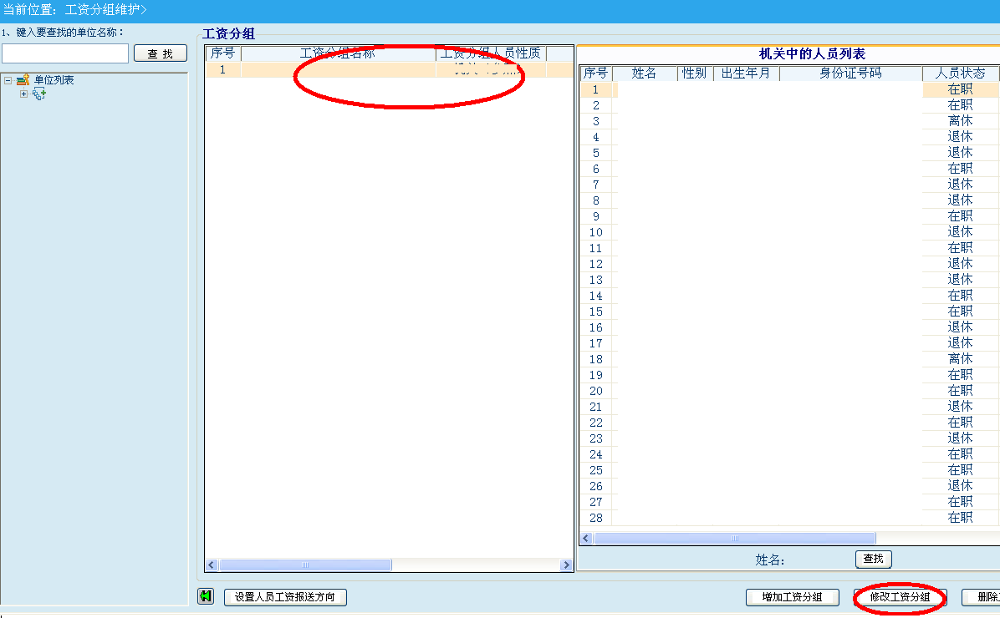 当前位置: 工资分组维护>
1、键入要查找的单位名称：
查 找
单位列表
工资分组
序号 工资分组名称 工资分组人员性质
1
机关中的人员列表
序号 姓名 性别 出生年月 身份证号码 人员状态
1 在职
2 在职
3 离休
4 退休
5 退休
6 在职
7 退休
8 退休
9 在职
10 退休
11 在职
12 退休
13 退休
14 在职
15 在职
16 退休
17 退休
18 离休
19 在职
20 在职
21 退休
22 在职
23 退休
24 在职
25 在职
26 退休
27 在职
28 在职
姓名: 查找
设置人员工资报送方向 增加工资分组 修改工资分组 删除